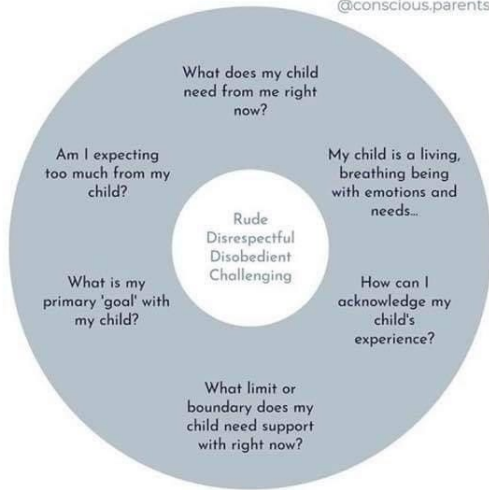 @conscious.parents
What does my child
need from me right
now?
Am I expecting
too much from my
child?
My child is a living,
breathing being
with emotions and
needs...
Rude
Disrespectful
Disobedient
Challenging
What is my
primary 'goal' with
my child?
How can I
acknowledge my
child's
experience?
What limit or
boundary does my
child need support
with right now?